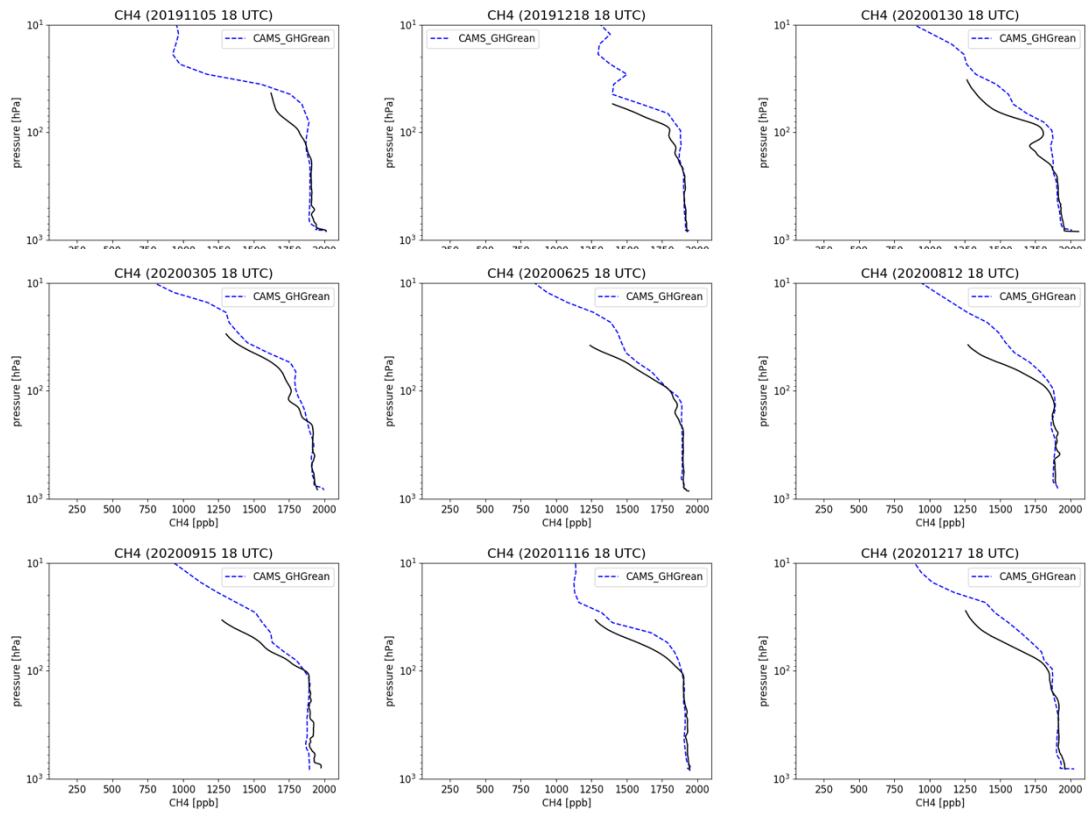 CH4 (20191105 18 UTC)
CAMS_GHGrean
pressure [hPa]
10¹
10²
10³
250 500 750 1000 1250 1500 1750 2000
CH4 (20191218 18 UTC)
CAMS_GHGrean
pressure [hPa]
10¹
10²
10³
250 500 750 1000 1250 1500 1750 2000
CH4 (20200130 18 UTC)
CAMS_GHGrean
pressure [hPa]
10¹
10²
10³
250 500 750 1000 1250 1500 1750 2000
CH4 (20200305 18 UTC)
CAMS_GHGrean
pressure [hPa]
10¹
10²
10³
250 500 750 1000 1250 1500 1750 2000
CH4 [ppb]
CH4 (20200625 18 UTC)
CAMS_GHGrean
pressure [hPa]
10¹
10²
10³
250 500 750 1000 1250 1500 1750 2000
CH4 [ppb]
CH4 (20200812 18 UTC)
CAMS_GHGrean
pressure [hPa]
10¹
10²
10³
250 500 750 1000 1250 1500 1750 2000
CH4 [ppb]
CH4 (20200915 18 UTC)
CAMS_GHGrean
pressure [hPa]
10¹
10²
10³
250 500 750 1000 1250 1500 1750 2000
CH4 [ppb]
CH4 (20201116 18 UTC)
CAMS_GHGrean
pressure [hPa]
10¹
10²
10³
250 500 750 1000 1250 1500 1750 2000
CH4 [ppb]
CH4 (20201217 18 UTC)
CAMS_GHGrean
pressure [hPa]
10¹
10²
10³
250 500 750 1000 1250 1500 1750 2000
CH4 [ppb]